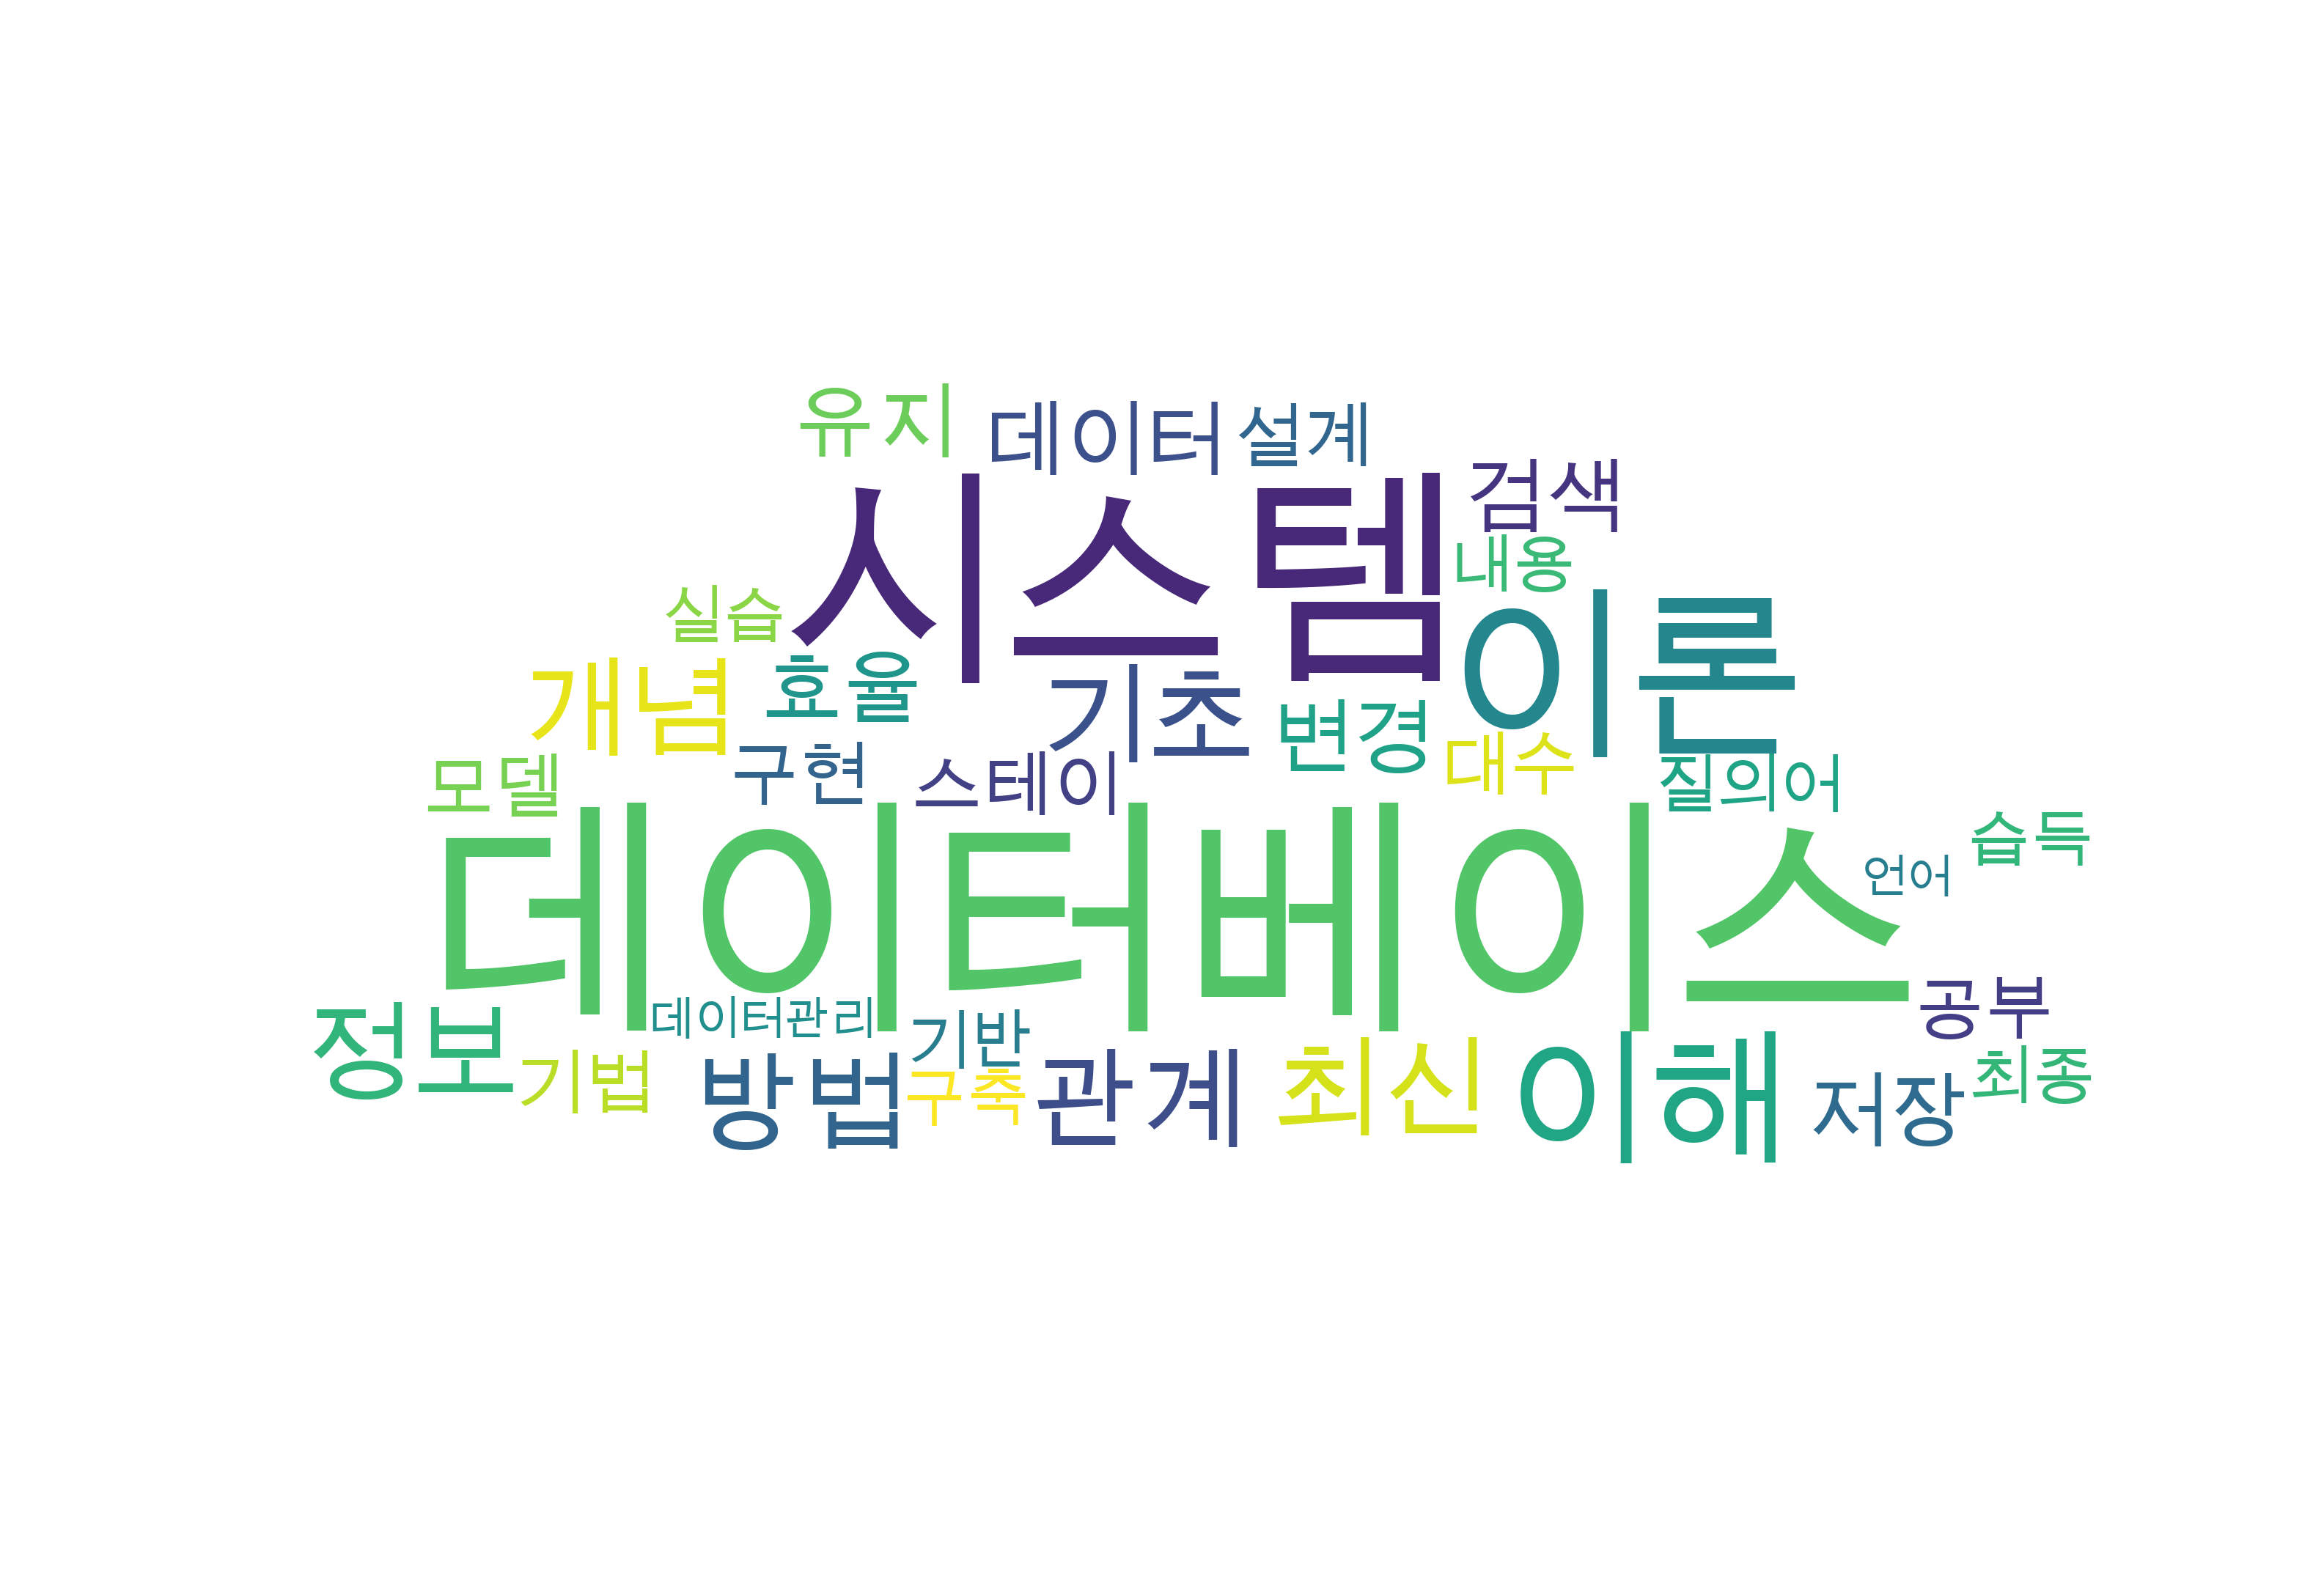 유지
데이터
설계
검색
시스템
내용
실습
이론
개념
효율
기초
변경
대수
모델
구현
스테이
질의어
습득
언어
데이터베이스
공부
정보
데이터관리
기반
기법
방법
구축
관계
최신
이해
저장
최종